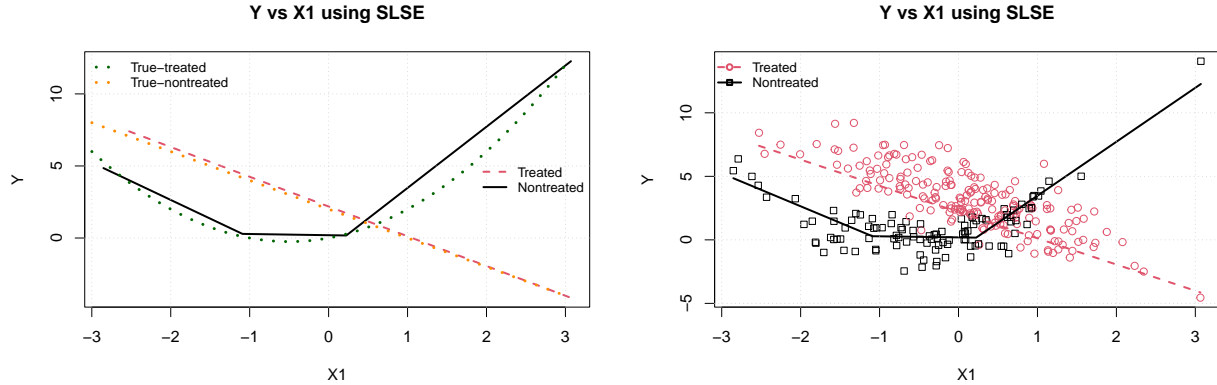 Y vs X1 using SLSE
True−treated
True−nontreated
Treated
Nontreated
Y
10
5
0
−3
−2
−1
0
1
2
3
X1
Y vs X1 using SLSE
Treated
Nontreated
Y
10
5
0
−5
−3
−2
−1
0
1
2
3
X1